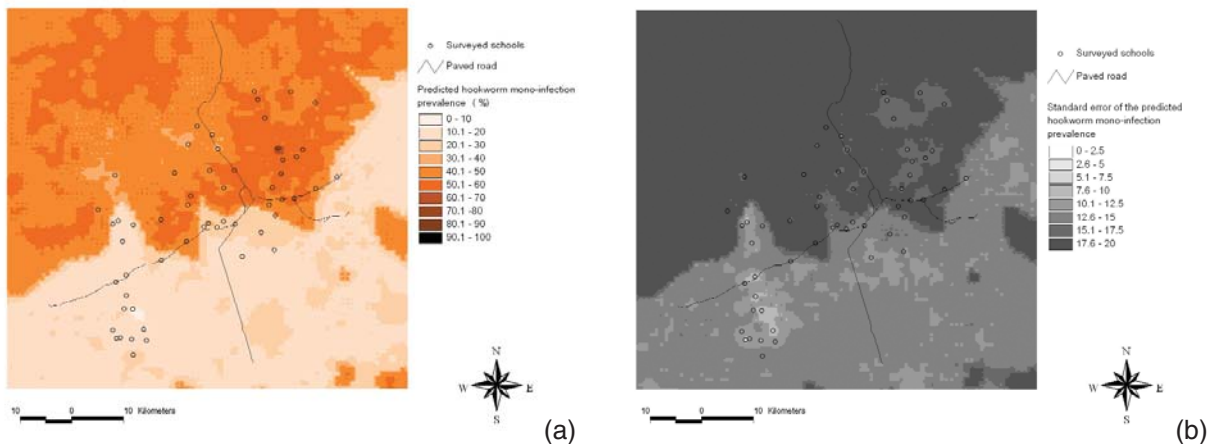 Surveyed schools
Paved road
Predicted hookworm mono-infection
prevalence ( %)
0 - 10
10.1 - 20
20.1 - 30
30.1 - 40
40.1 - 50
50.1 - 60
60.1 - 70
70.1 -80
80.1 - 90
90.1 - 100
N
W
E
S
10
0
10 Kilometers
(a)
Surveyed schools
Paved road
Standard error of the predicted
hookworm mono-infection
prevalence
0 - 2.5
2.6 - 5
5.1 - 7.5
7.6 - 10
10.1 - 12.5
12.6 - 15
15.1 - 17.5
17.6 - 20
N
W
E
S
10
0
10 Kilometers
(b)